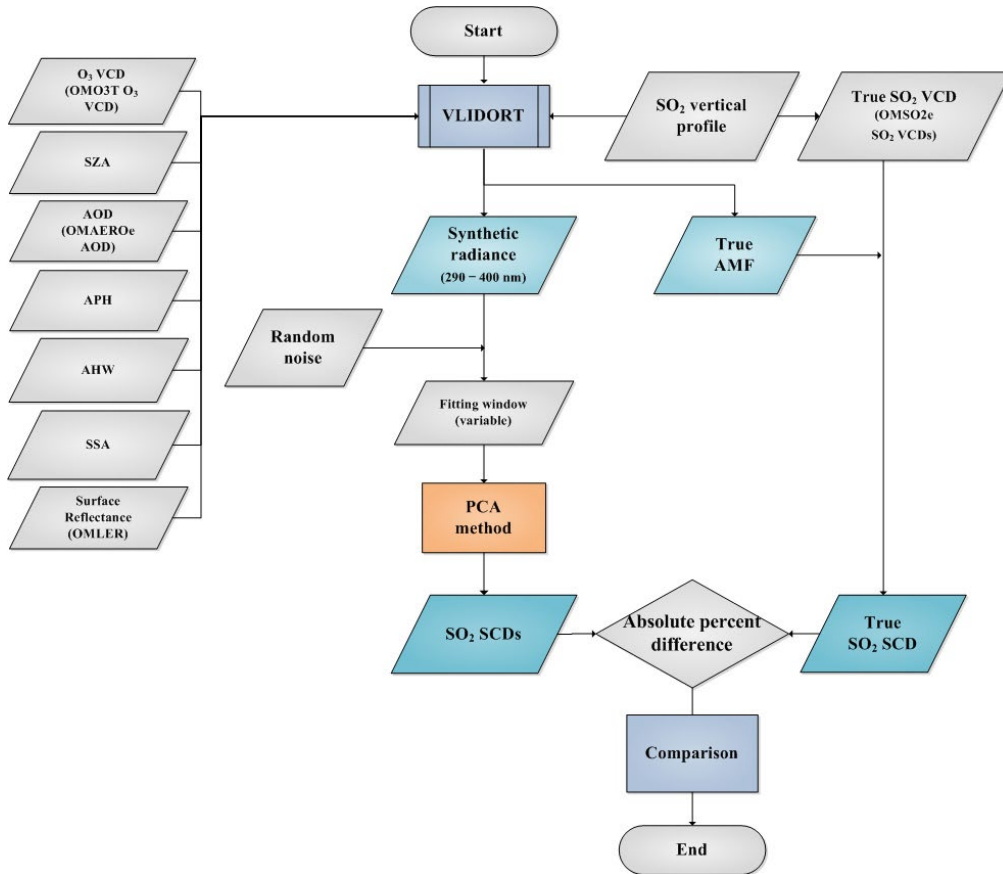 Start
O₃ VCD
(OMO3T O₃
VCD)
SZA
AOD
(OMAEROe
AOD)
APH
AHW
SSA
Surface
Reflectance
(OMLER)
VLIDORT
SO₂ vertical
profile
True SO₂ VCD
(OMSO2e
SO₂ VCDs)
Synthetic
radiance
(290 − 400 nm)
True
AMF
Random
noise
Fitting window
(variable)
PCA
method
SO₂ SCDs
Absolute percent
difference
True
SO₂ SCD
Comparison
End